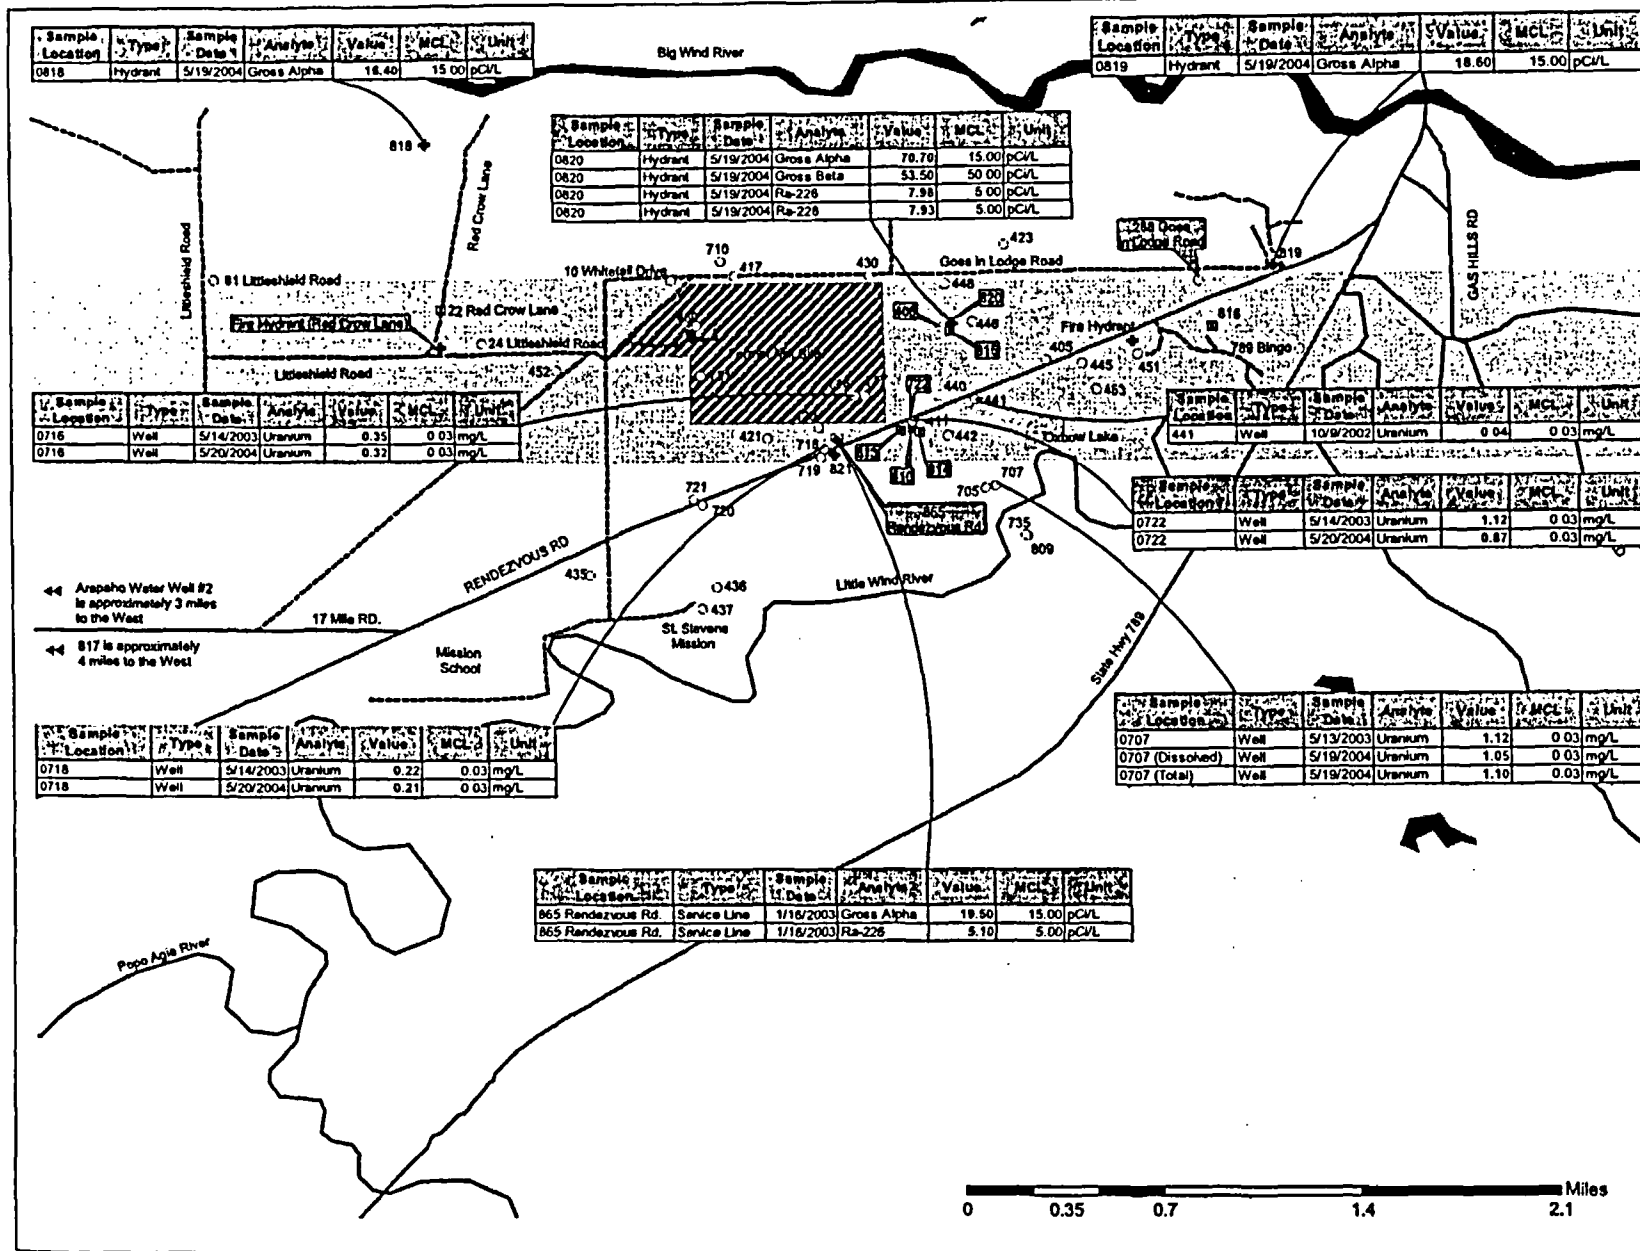 Sample Location Type Sample Date Analyte Value MCL Unit
0818 Hydrant 5/19/2004 Gross Alpha 16.40 15.00 pCi/L
Big Wind River
Sample Location Type Sample Date Analyte Value MCL Unit
0819 Hydrant 5/19/2004 Gross Alpha 18.60 15.00 pCi/L
Sample Location Type Sample Date Analyte Value MCL Unit
0820 Hydrant 5/19/2004 Gross Alpha 70.70 15.00 pCi/L
0820 Hydrant 5/19/2004 Gross Beta 53.50 50.00 pCi/L
0820 Hydrant 5/19/2004 Ra-226 7.98 5.00 pCi/L
0820 Hydrant 5/19/2004 Ra-226 7.93 5.00 pCi/L
818
Red Crow Lane
Littleshield Road
GAS HILLS RD
710
423
10 Whitetail Drive
417
430
Goes In Lodge Road
288 Goes
In Lodge Road
819
81 Littleshield Road
448
820
22 Red Crow Lane
Fire Hydrant (Red Crow Lane)
446
Fire Hydrant
816
24 Littleshield Road
405
445
451
789 Bingo
452
Littleshield Road
722
440
453
441
Sample Location Type Sample Date Analyte Value MCL Unit
0716 Well 5/14/2003 Uranium 0.35 0.03 mg/L
0716 Well 5/20/2004 Uranium 0.32 0.03 mg/L
Sample Location Type Sample Date Analyte Value MCL Unit
441 Well 10/9/2002 Uranium 0.04 0.03 mg/L
421
718
442
Oxbow Lake
719
821
815
810
814
707
705
721
720
865
Rendezvous Rd
Sample Location Type Sample Date Analyte Value MCL Unit
0722 Well 5/14/2003 Uranium 1.12 0.03 mg/L
0722 Well 5/20/2004 Uranium 0.87 0.03 mg/L
735
809
RENDEZVOUS RD
435
436
437
Little Wind River
Arapaho Water Well #2
is approximately 3 miles
to the West
17 Mile RD.
817 is approximately
4 miles to the West
St. Stevens
Mission
Mission
School
State Hwy 789
Sample Location Type Sample Date Analyte Value MCL Unit
0718 Well 5/14/2003 Uranium 0.22 0.03 mg/L
0718 Well 5/20/2004 Uranium 0.21 0.03 mg/L
Sample Location Type Sample Date Analyte Value MCL Unit
0707 Well 5/13/2003 Uranium 1.12 0.03 mg/L
0707 (Dissolved) Well 5/19/2004 Uranium 1.05 0.03 mg/L
0707 (Total) Well 5/19/2004 Uranium 1.10 0.03 mg/L
Sample Location Type Sample Date Analyte Value MCL Unit
865 Rendezvous Rd. Service Line 1/16/2003 Gross Alpha 19.50 15.00 pCi/L
865 Rendezvous Rd. Service Line 1/16/2003 Ra-226 5.10 5.00 pCi/L
Popo Agie River
Miles
0 0.35 0.7 1.4 2.1